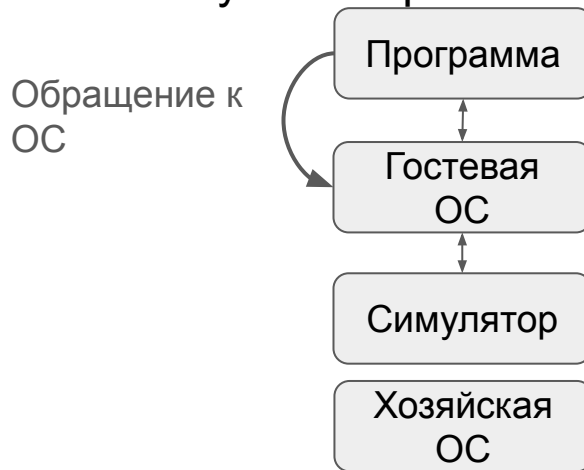 Программа
Обращение к
ОС
Гостевая
ОС
Симулятор
Хозяйская
ОС